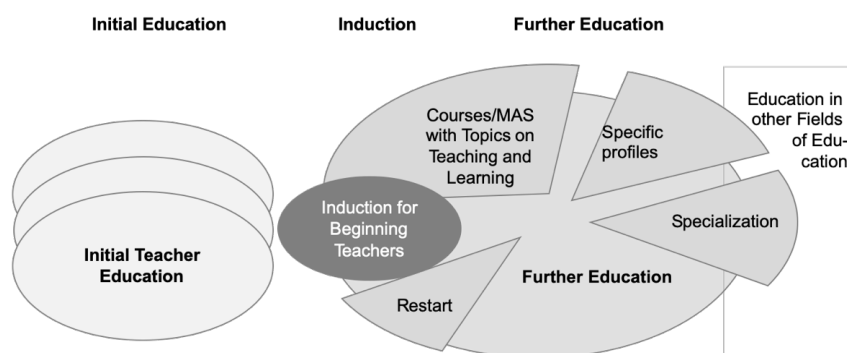 Initial Education
Induction
Further Education
Education in
other Fields
of Edu-
cation
Courses/MAS
with Topics on
Teaching and
Learning
Specific
profiles
Induction for
Beginning
Teachers
Specialization
Initial Teacher
Education
Further Education
Restart